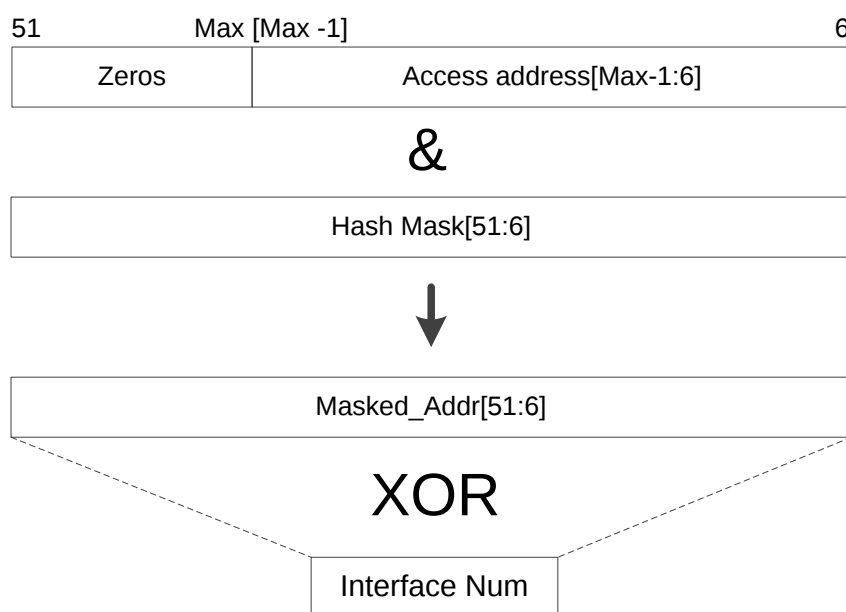 51 Max [Max -1] 6
Zeros Access address[Max-1:6]
&
Hash Mask[51:6]
Masked_Addr[51:6]
XOR
Interface Num